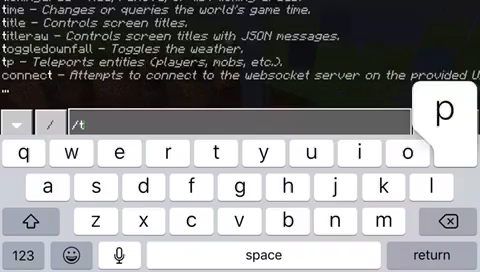 time – Changes or queries the world's game time.
title – Controls screen titles.
titleraw – Controls screen titles with JSON messages.
toggledownfall – Toggles the weather.
tp – Teleports entities (players, mobs, etc.).
connect – Attempts to connect to the websocket server on the provided U
...
/ /t
p
q w e r t y u i o
a s d f g h j k l
z x c v b n m
123 space return